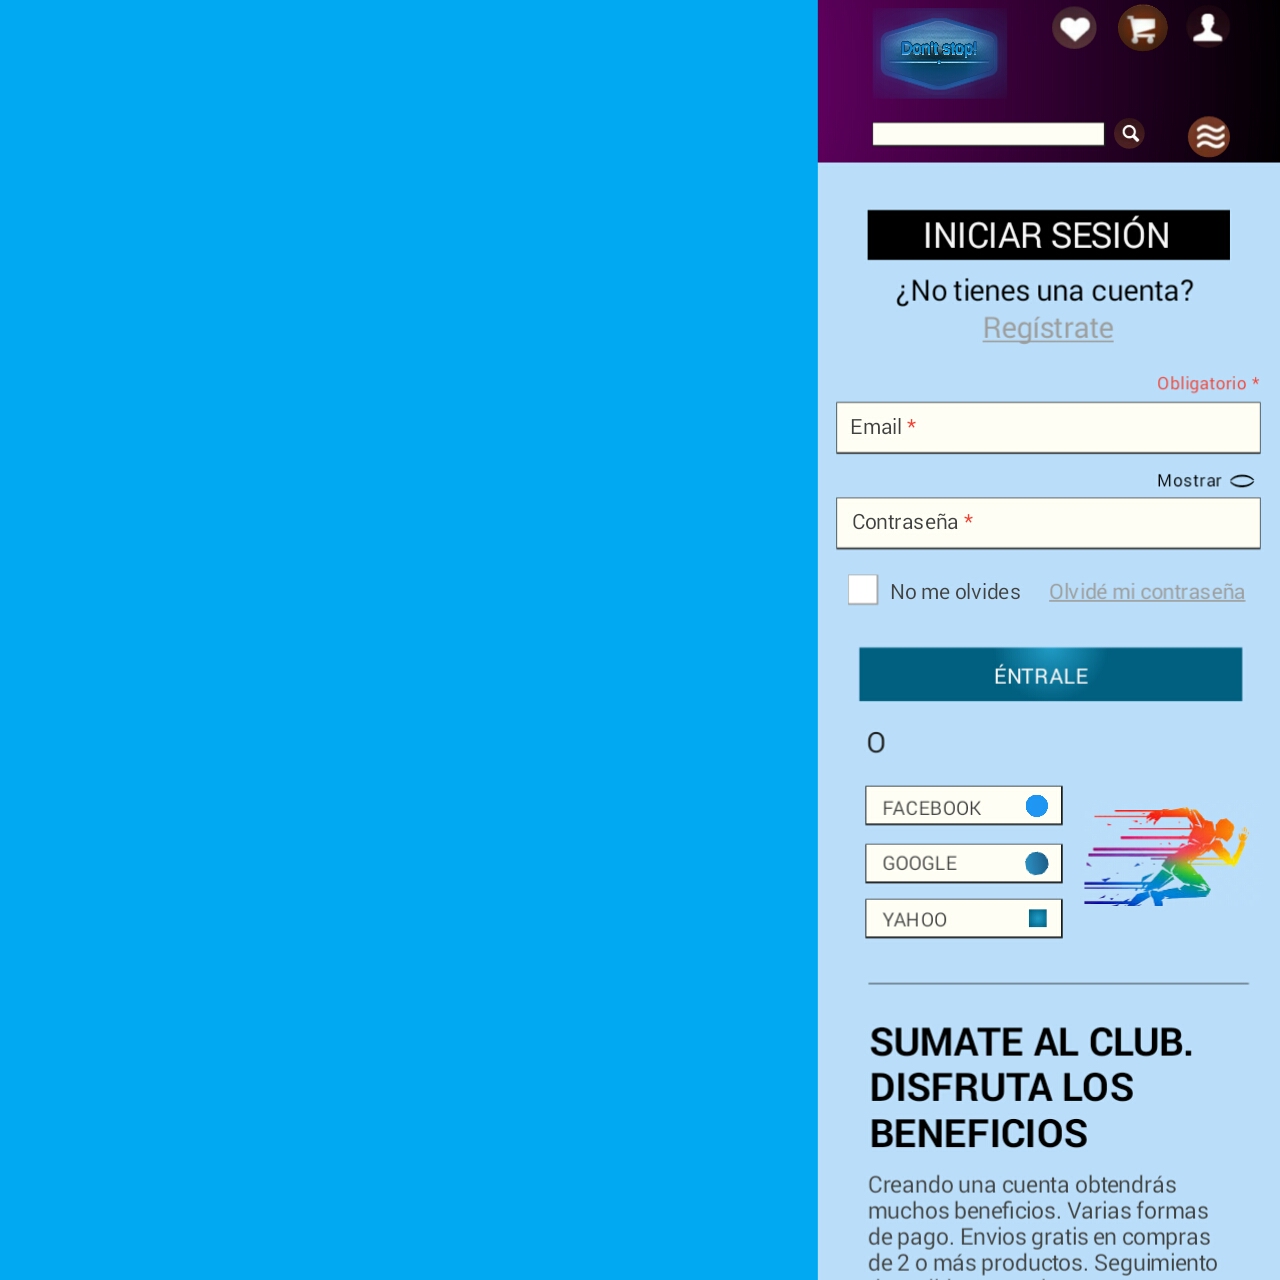 Don't stop!
INICIAR SESIÓN
¿No tienes una cuenta?
Regístrate
Obligatorio *
Email *
Mostrar
Contraseña *
No me olvides Olvidé mi contraseña
ÉNTRALE
O
FACEBOOK
GOOGLE
YAHOO
SUMATE AL CLUB.
DISFRUTA LOS
BENEFICIOS
Creando una cuenta obtendrás
muchos beneficios. Varias formas
de pago. Envios gratis en compras
de 2 o más productos. Seguimiento